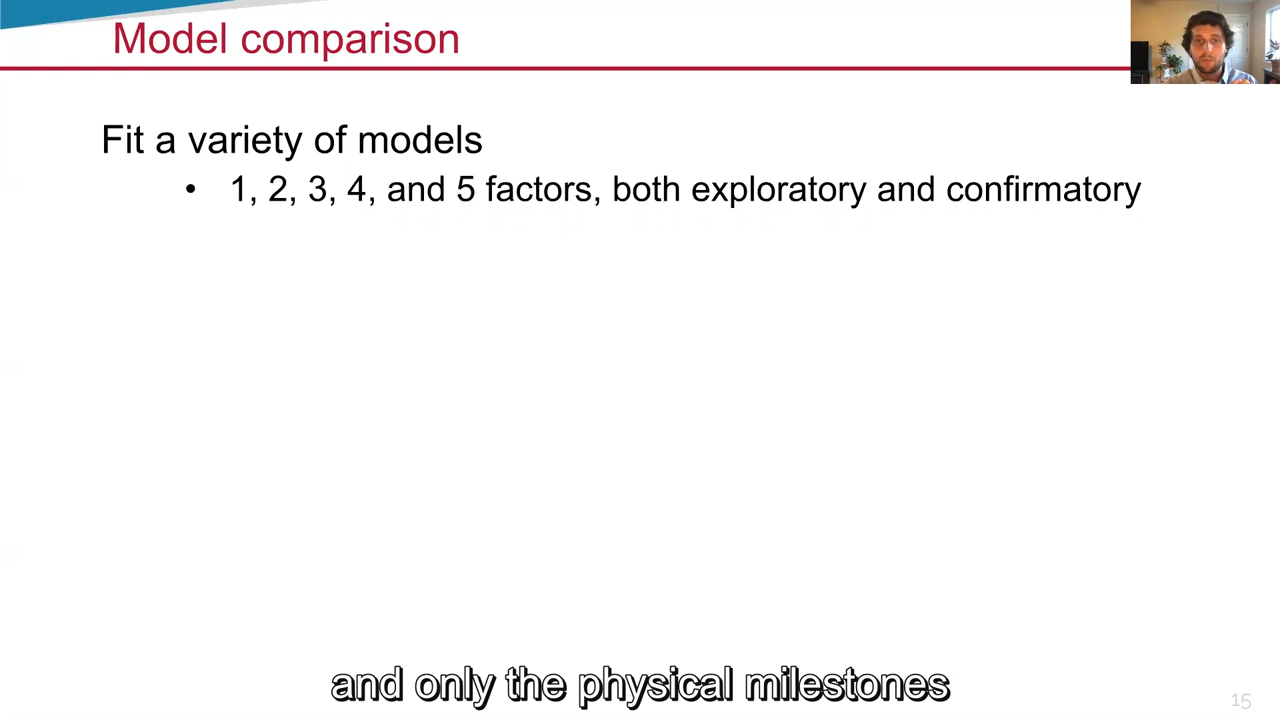 Model comparison
Fit a variety of models
• 1, 2, 3, 4, and 5 factors, both exploratory and confirmatory
and only the physical milestones
15